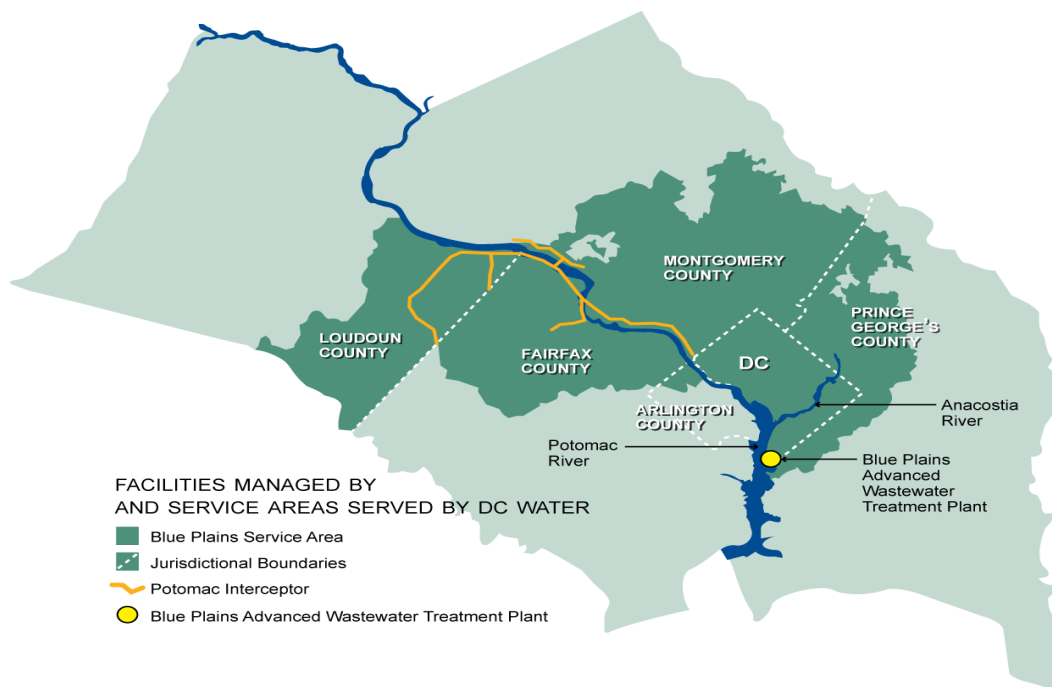 MONTGOMERY
COUNTY
PRINCE
GEORGE'S
COUNTY
LOUDOUN
COUNTY
FAIRFAX
COUNTY
DC
ARLINGTON
COUNTY
Anacostia
River
Potomac
River
Blue Plains
Advanced
Wastewater
Treatment Plant
FACILITIES MANAGED BY
AND SERVICE AREAS SERVED BY DC WATER
Blue Plains Service Area
Jurisdictional Boundaries
Potomac Interceptor
Blue Plains Advanced Wastewater Treatment Plant